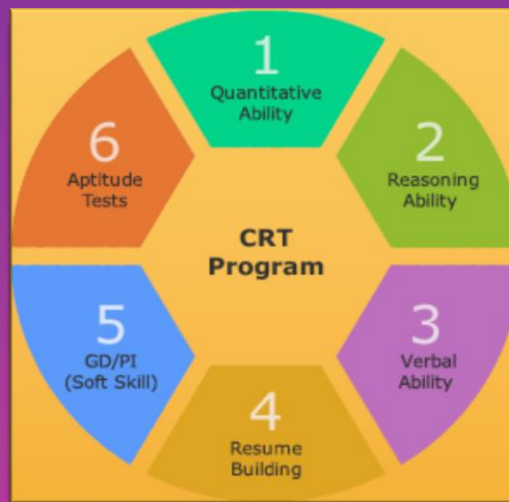 1
Quantitative
Ability
2
Reasoning
Ability
3
Verbal
Ability
4
Resume
Building
5
GD/PI
(Soft Skill)
6
Aptitude
Tests
CRT
Program